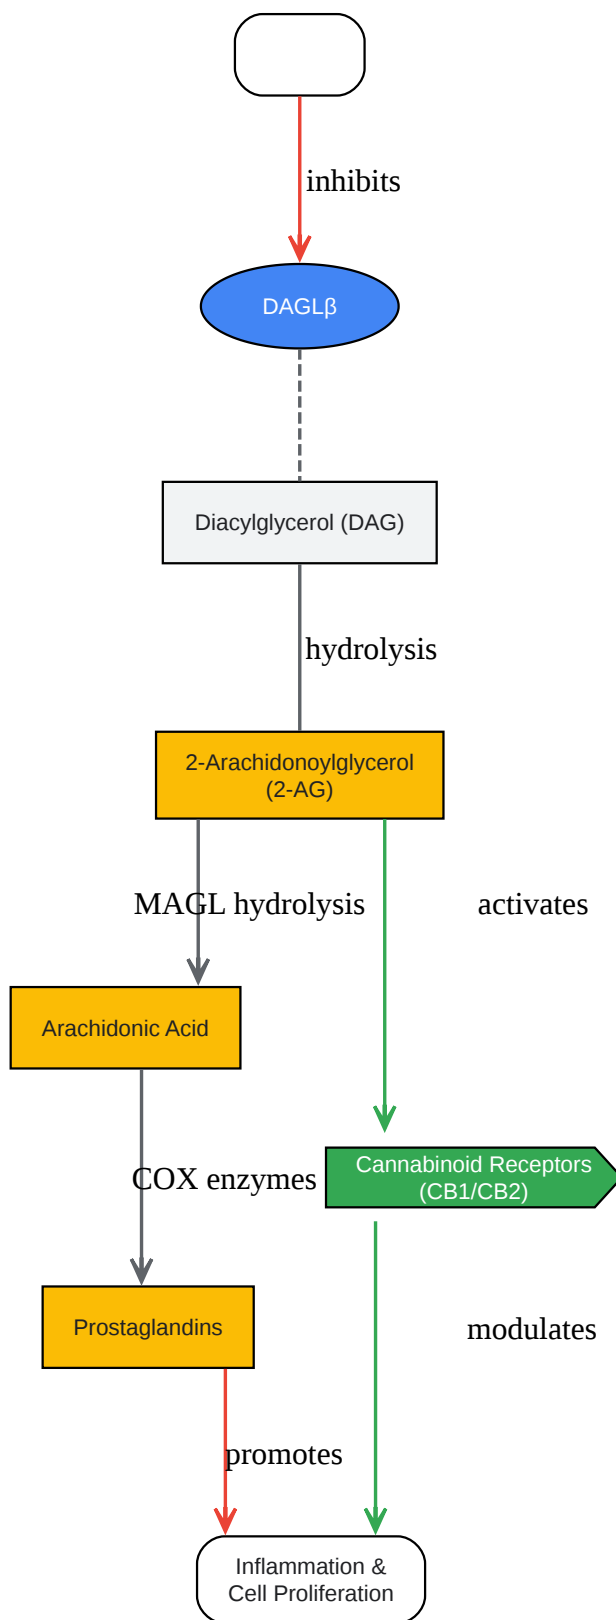 inhibits
DAGLβ
Diacylglycerol (DAG)
hydrolysis
2-Arachidonoylglycerol
(2-AG)
MAGL hydrolysis
activates
Arachidonic Acid
COX enzymes
Cannabinoid Receptors
(CB1/CB2)
Prostaglandins
modulates
promotes
Inflammation &
Cell Proliferation